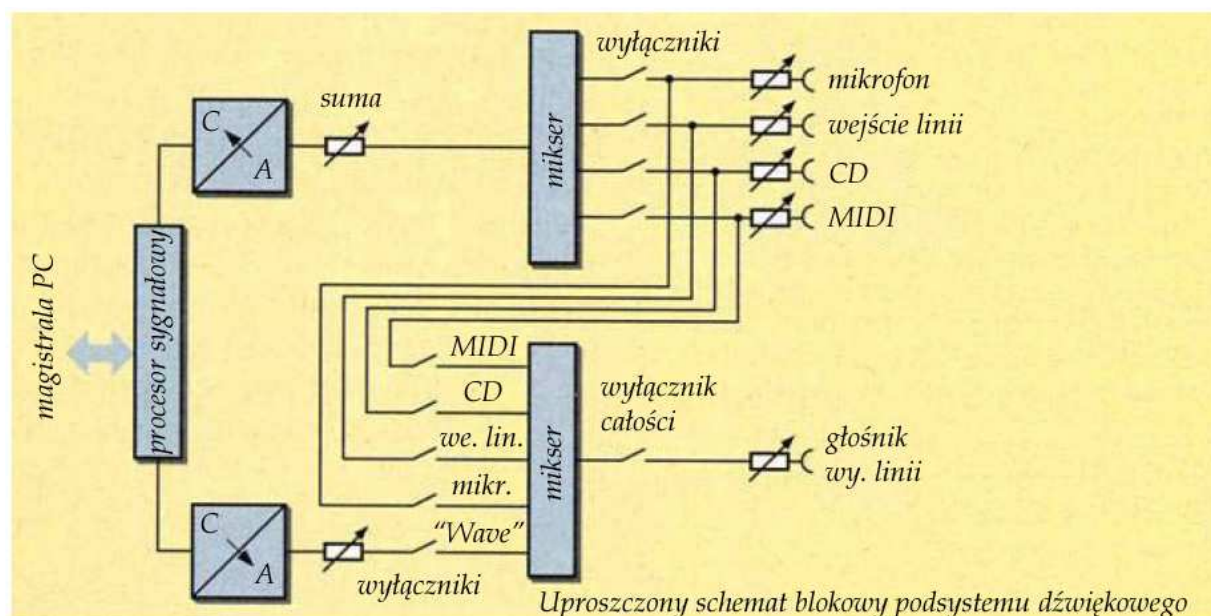 wyłączniki
suma
mikser
mikrofon
wejście linii
CD
MIDI
C
A
magistrala PC
procesor sygnałowy
MIDI
CD
we. lin.
mikr.
"Wave"
wyłączniki
mikser
wyłącznik
całości
głośnik
wy. linii
C
A
Uproszczony schemat blokowy podsystemu dźwiękowego